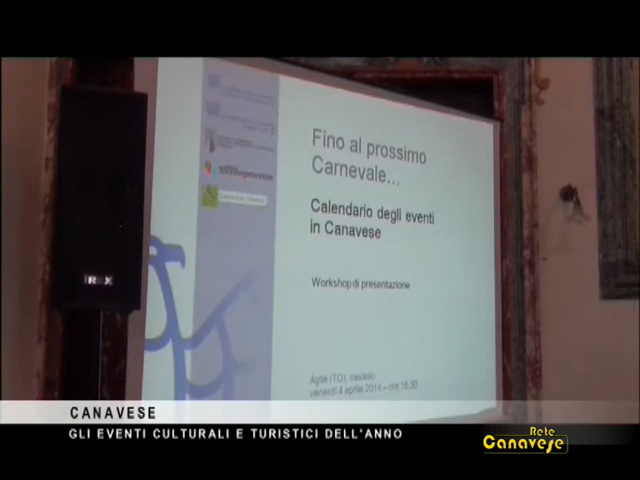 Fino al prossimo
Carnevale...
Calendario degli eventi
in Canavese
Workshop di presentazione
Agliè (TO), castello
venerdì 4 aprile 2014 – ore 16.30
CANAVESE
GLI EVENTI CULTURALI E TURISTICI DELL'ANNO
Rete
Canavese